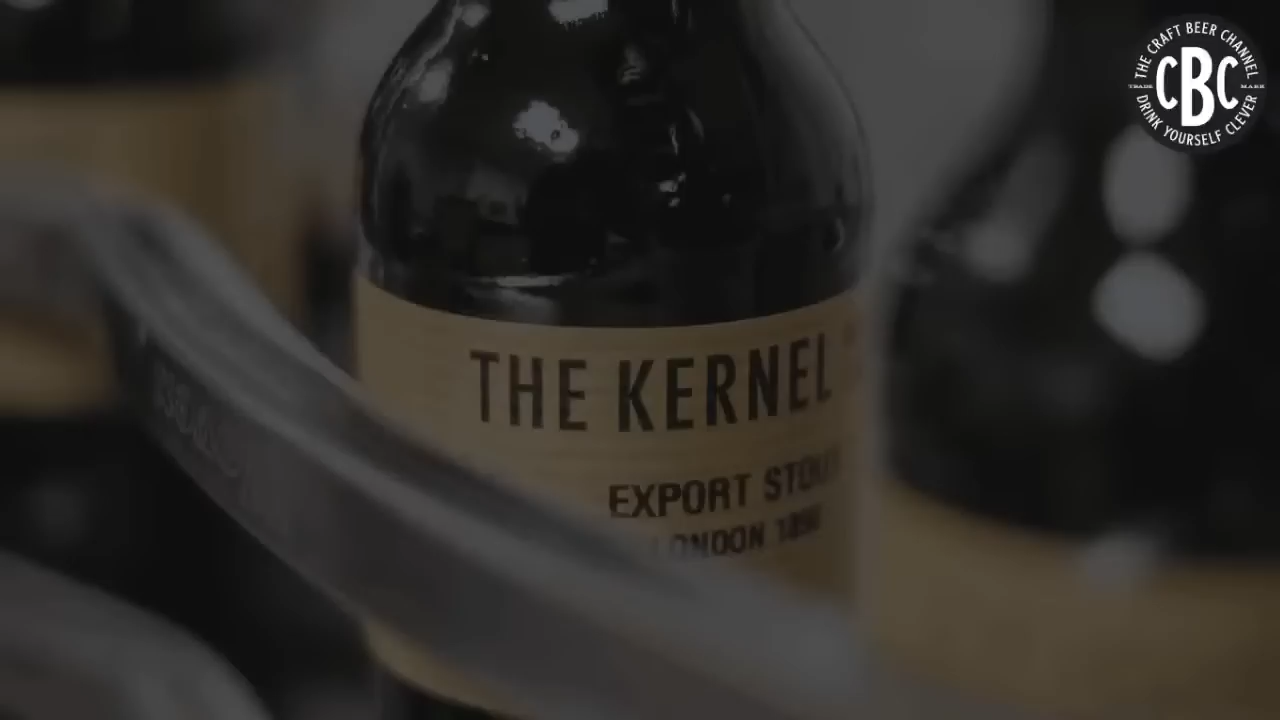 THE CRAFT BEER CHANNEL
TRADE MARK
CBC
DRINK YOURSELF CLEVER
THE KERNEL
EXPORT STOUT
LONDON 1890